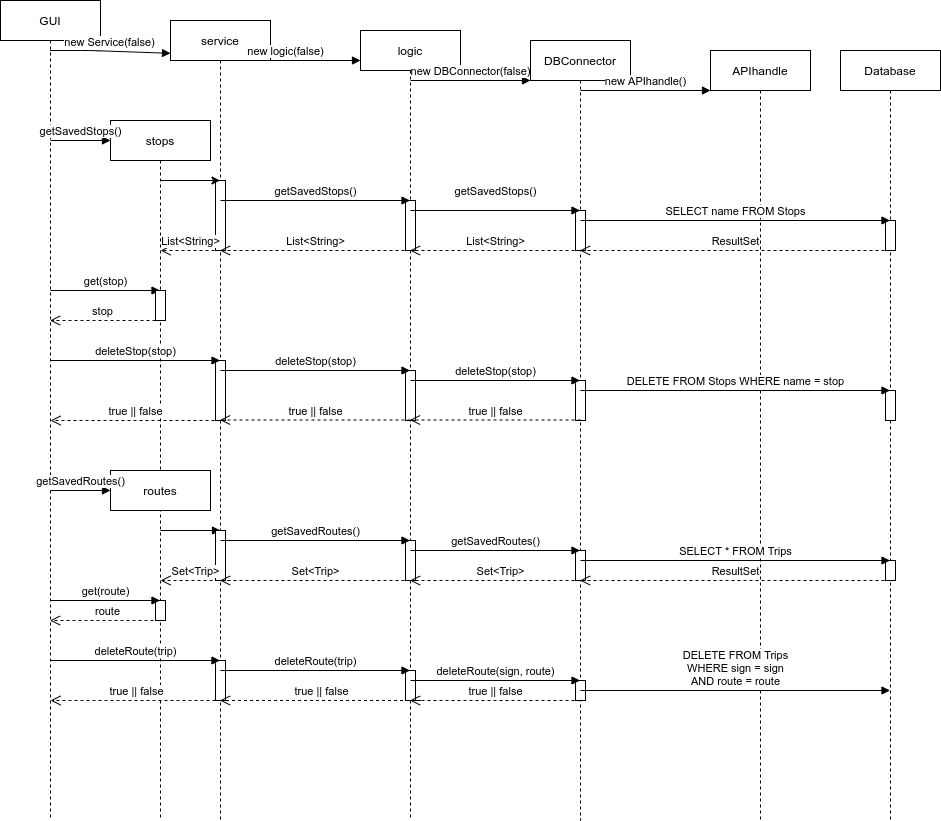 GUI
service
logic
DBConnector
APIhandle
Database
new Service(false)
new logic(false)
new DBConnector(false)
new APIhandle()
getSavedStops()
stops
getSavedStops()
getSavedStops()
SELECT name FROM Stops
List<String>
List<String>
List<String>
ResultSet
get(stop)
stop
deleteStop(stop)
deleteStop(stop)
deleteStop(stop)
DELETE FROM Stops WHERE name = stop
true || false
true || false
true || false
getSavedRoutes()
routes
getSavedRoutes()
getSavedRoutes()
SELECT * FROM Trips
Set<Trip>
Set<Trip>
Set<Trip>
ResultSet
get(route)
route
deleteRoute(trip)
deleteRoute(trip)
deleteRoute(sign, route)
DELETE FROM Trips
WHERE sign = sign
AND route = route
true || false
true || false
true || false